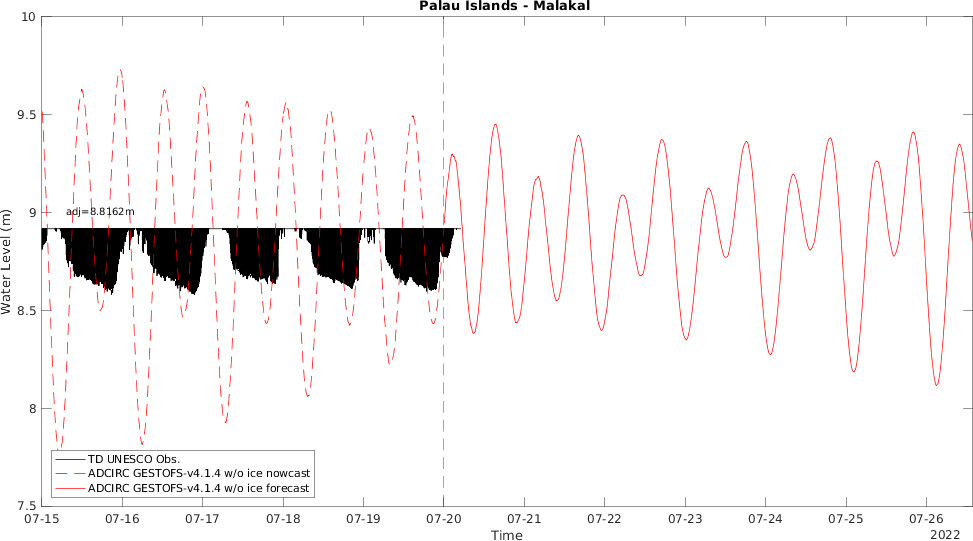 Palau Islands - Malakal
10
9.5
9
8.5
8
7.5
Water Level (m)
adj=8.8162m
TD UNESCO Obs.
ADCIRC GESTOFS-v4.1.4 w/o ice nowcast
ADCIRC GESTOFS-v4.1.4 w/o ice forecast
07-15 07-16 07-17 07-18 07-19 07-20 07-21 07-22 07-23 07-24 07-25 07-26
2022
Time